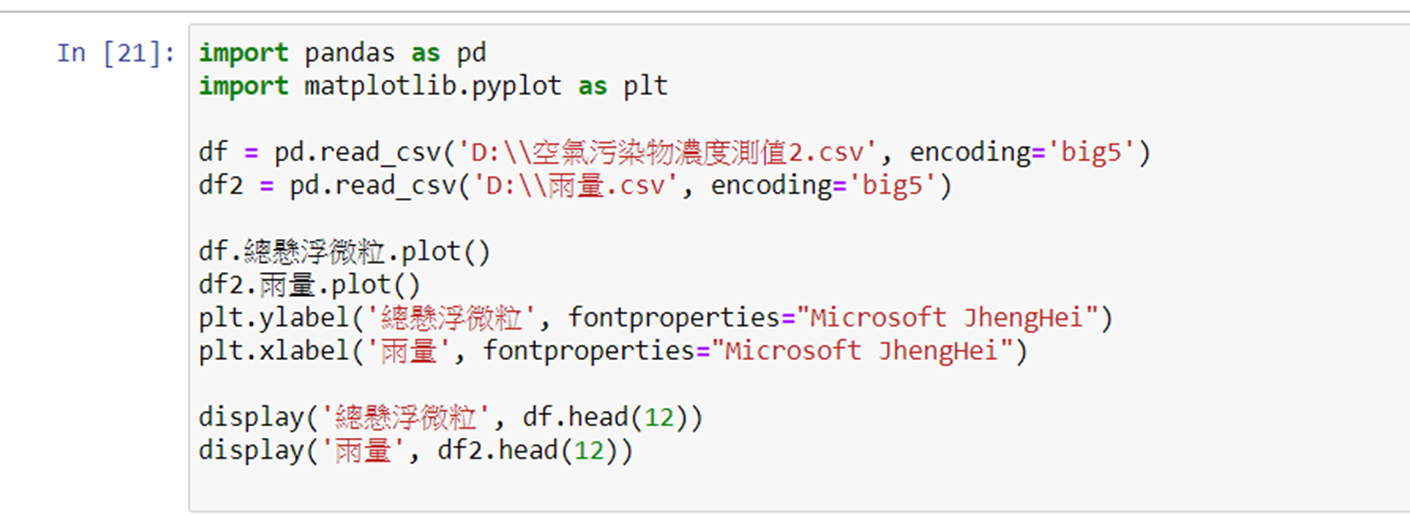 In [21]: import pandas as pd
import matplotlib.pyplot as plt
df = pd.read_csv('D:\\空氣污染物濃度測值2.csv', encoding='big5')
df2 = pd.read_csv('D:\\雨量.csv', encoding='big5')
df.總懸浮微粒.plot()
df2.雨量.plot()
plt.ylabel('總懸浮微粒', fontproperties="Microsoft JhengHei")
plt.xlabel('雨量', fontproperties="Microsoft JhengHei")
display('總懸浮微粒', df.head(12))
display('雨量', df2.head(12))